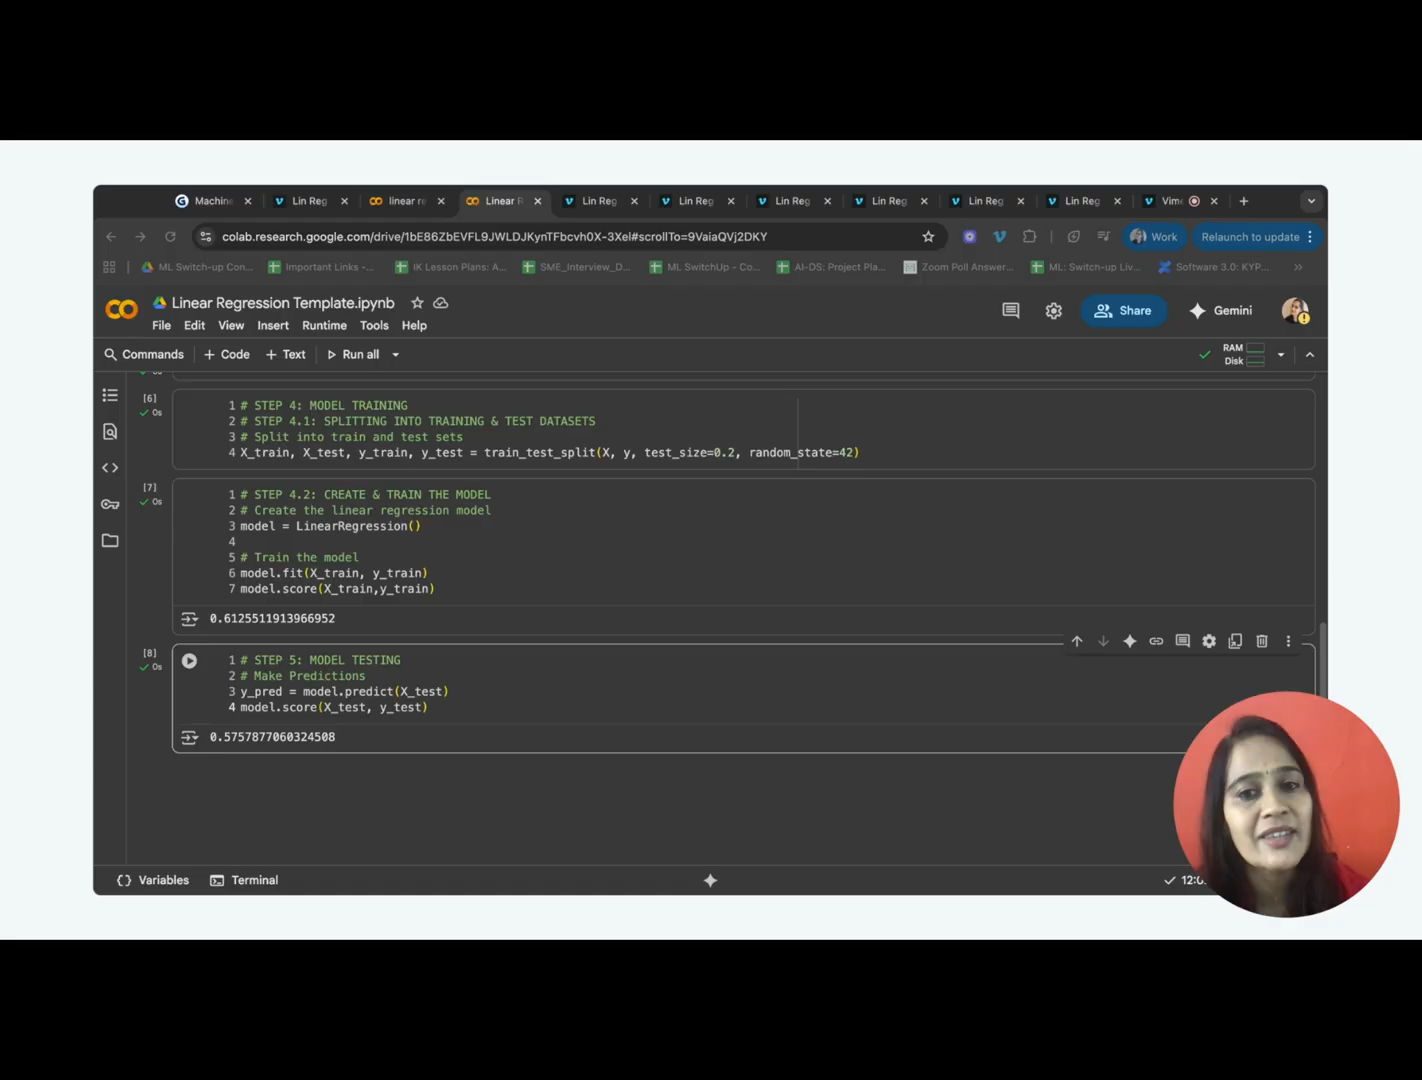 Machine
Lin Reg
linear re
Linear R
Lin Reg
Lin Reg
Lin Reg
Lin Reg
Lin Reg
Lin Reg
Vime
colab.research.google.com/drive/1bE86ZbEVFL9JWLDJKynTFbcvh0X-3Xel#scrollTo=9VaiaQVj2DKY
Work
Relaunch to update
ML Switch-up Con...
Important Links -...
IK Lesson Plans: A...
SME_Interview_D...
ML SwitchUp - Co...
AI-DS: Project Pla...
Zoom Poll Answer...
ML: Switch-up Liv...
Software 3.0: KYP...
Linear Regression Template.ipynb
File Edit View Insert Runtime Tools Help
Share
Gemini
Commands + Code + Text Run all
RAM
Disk
[6]
0s
1 # STEP 4: MODEL TRAINING
2 # STEP 4.1: SPLITTING INTO TRAINING & TEST DATASETS
3 # Split into train and test sets
4 X_train, X_test, y_train, y_test = train_test_split(X, y, test_size=0.2, random_state=42)
[7]
0s
1 # STEP 4.2: CREATE & TRAIN THE MODEL
2 # Create the linear regression model
3 model = LinearRegression()
4
5 # Train the model
6 model.fit(X_train, y_train)
7 model.score(X_train,y_train)
0.6125511913966952
[8]
0s
1 # STEP 5: MODEL TESTING
2 # Make Predictions
3 y_pred = model.predict(X_test)
4 model.score(X_test, y_test)
0.5757877060324508
Variables
Terminal